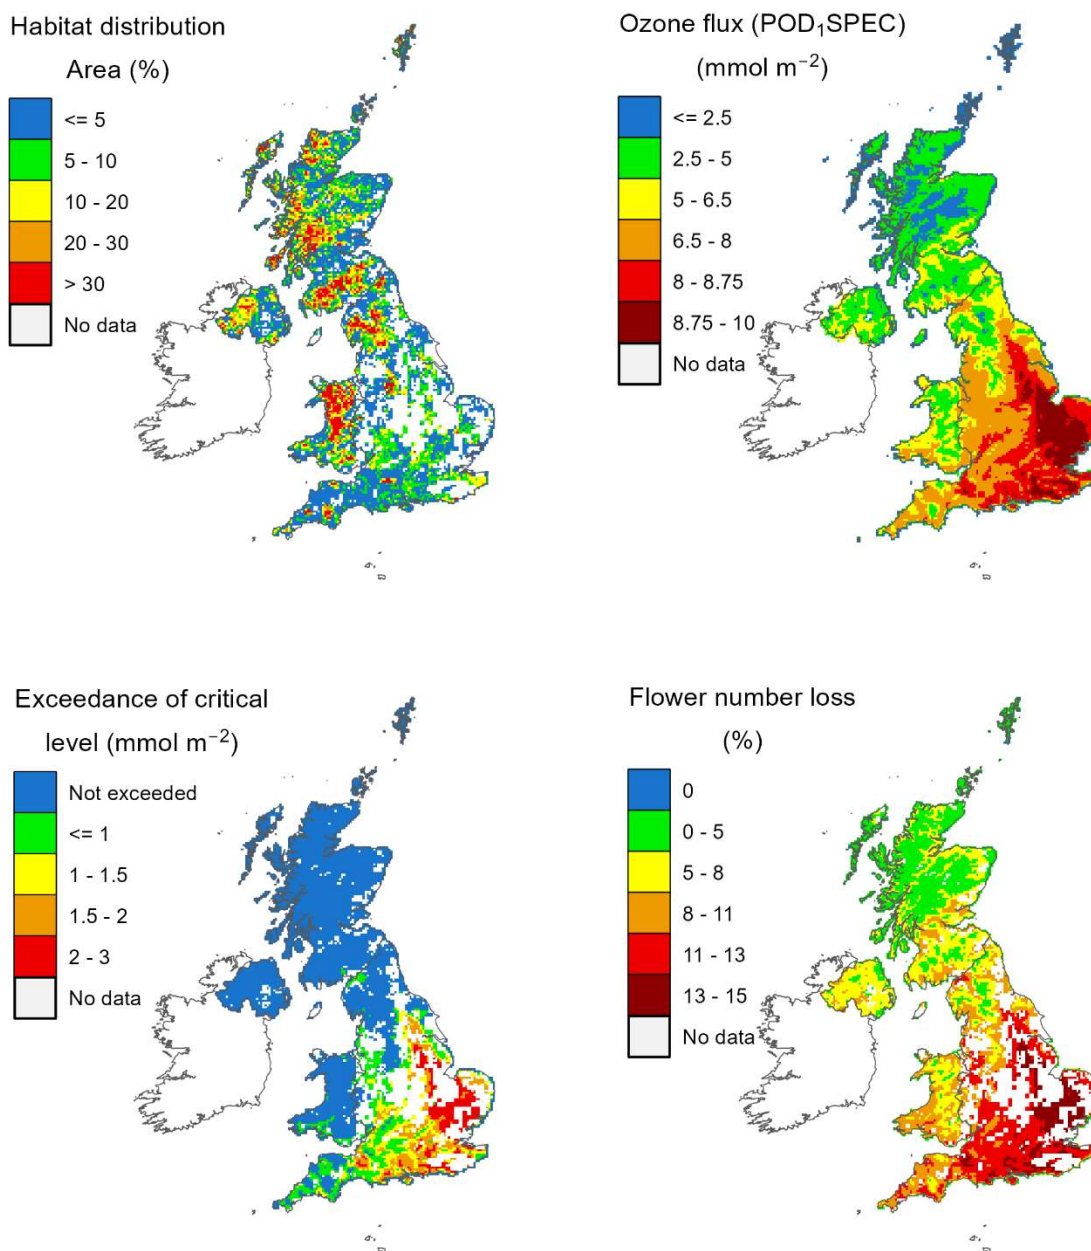 Habitat distribution
Area (%)
<= 5
5 - 10
10 - 20
20 - 30
> 30
No data
Ozone flux (POD₁SPEC)
(mmol m⁻²)
<= 2.5
2.5 - 5
5 - 6.5
6.5 - 8
8 - 8.75
8.75 - 10
No data
Exceedance of critical
level (mmol m⁻²)
Not exceeded
<= 1
1 - 1.5
1.5 - 2
2 - 3
No data
Flower number loss
(%)
0
0 - 5
5 - 8
8 - 11
11 - 13
13 - 15
No data